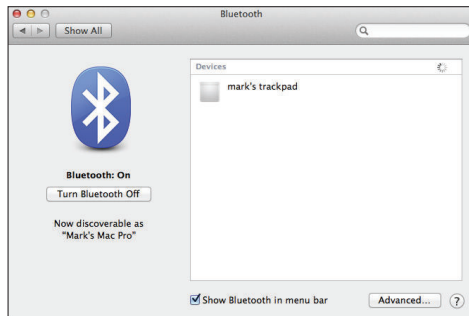 Bluetooth
Show All
Devices
mark's trackpad
Bluetooth: On
Turn Bluetooth Off
Now discoverable as
“Mark's Mac Pro”
Show Bluetooth in menu bar
Advanced...
?